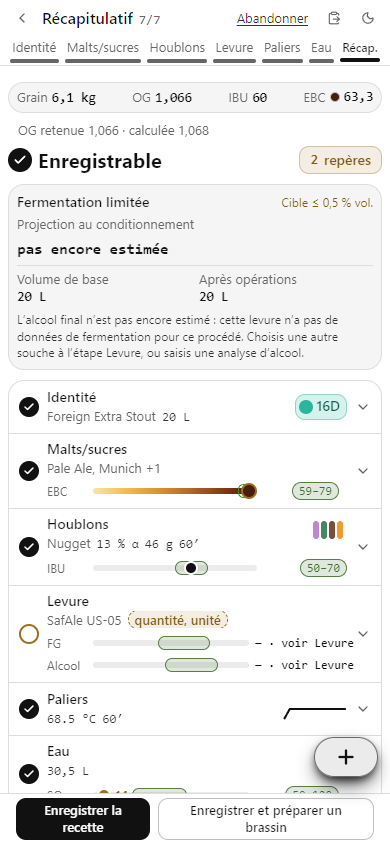 Récapitulatif 7/7
Abandonner
Identité Malts/sucres Houblons Levure Paliers Eau Récap.
Grain 6,1 kg OG 1,066 IBU 60 EBC 63,3
OG retenue 1,066 · calculée 1,068
Enregistrable
2 repères
Fermentation limitée
Cible ≤ 0,5 % vol.
Projection au conditionnement
pas encore estimée
Volume de base
20 L
Après opérations
20 L
L’alcool final n’est pas encore estimé : cette levure n’a pas de
données de fermentation pour ce procédé. Choisis une autre
souche à l’étape Levure, ou saisis une analyse d’alcool.
Identité
Foreign Extra Stout 20 L
16D
Malts/sucres
Pale Ale, Munich +1
EBC
59–79
Houblons
Nugget 13 % α 46 g 60′
IBU
50–70
Levure
SafAle US-05 quantité, unité
FG
— · voir Levure
Alcool
— · voir Levure
Paliers
68.5 °C 60′
Eau
30,5 L
+
Enregistrer la
recette
Enregistrer et préparer un
brassin